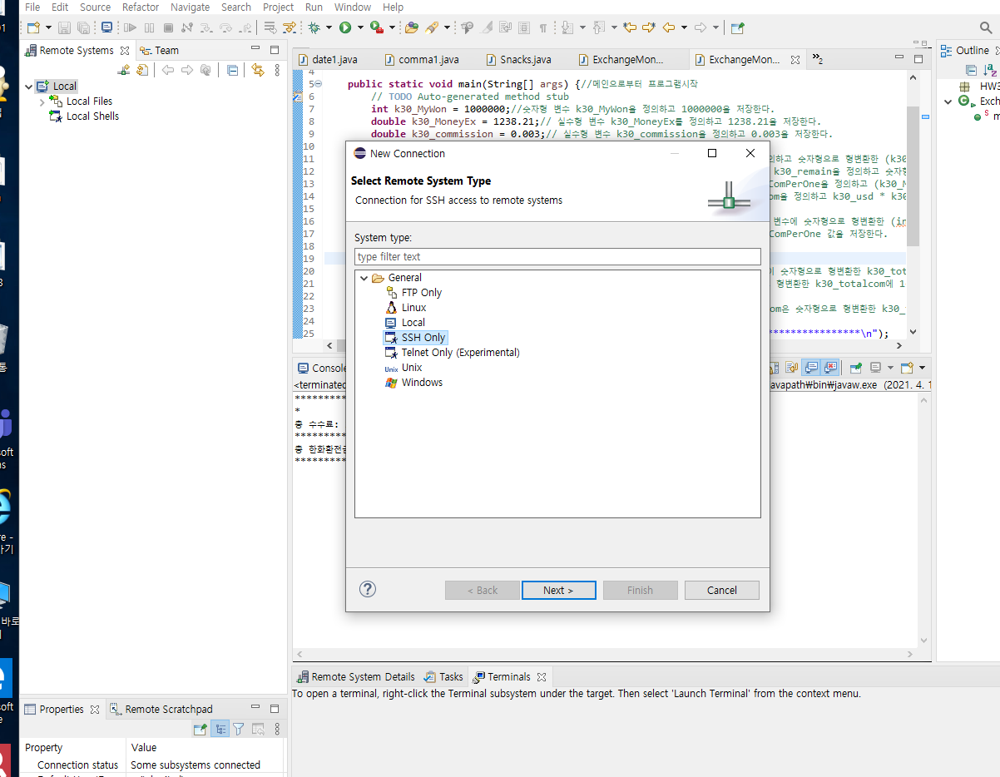 File Edit Source Refactor Navigate Search Project Run Window Help
Remote Systems
Team
Local
Local Files
Local Shells
date1.java
comma1.java
Snacks.java
ExchangeMon...
ExchangeMon...
»2
4
5 public static void main(String[] args) {//메인으로부터 프로그램시작
6 // TODO Auto-generated method stub
7 int k30_MyWon = 1000000;//숫자형 변수 k30_MyWon을 정의하고 1000000을 저장한다.
8 double k30_MoneyEx = 1238.21;// 실수형 변수 k30_MoneyEx를 정의하고 1238.21을 저장한다.
9 double k30_commission = 0.003;// 실수형 변수 k30_commission을 정의하고 0.003을 저장한다.
10
11 의하고 숫자형으로 형변환한 (k30
12 k30_remain을 정의하고 숫자형
13 ComPerOne을 정의하고 (k30_M
14 om을 정의하고 k30_usd * k30
15
16 변수에 숫자형으로 형변환한 (in
17 ComPerOne 값을 저장한다.
18
19
20 숫자형으로 형변환한 k30_tot
21 형변환한 k30_totalcom에 1
22
23 om은 숫자형으로 형변환한 k30_
24
25 ****************\n");
New Connection
Select Remote System Type
Connection for SSH access to remote systems
System type:
type filter text
General
FTP Only
Linux
Local
SSH Only
Telnet Only (Experimental)
Unix Unix
Windows
? < Back Next > Finish Cancel
Console
<terminated
avapath₩bin₩javaw.exe (2021. 4. 1
*********
*
총 수수료:
*********
총 한화환전금
*********
Outline
HW3
Exch
S m
Remote System Details
Tasks
Terminals
To open a terminal, right-click the Terminal subsystem under the target. Then select 'Launch Terminal' from the context menu.
Properties
Remote Scratchpad
Property Value
Connection status Some subsystems connected
통
soft
ns
re -
가기
바로
soft
e